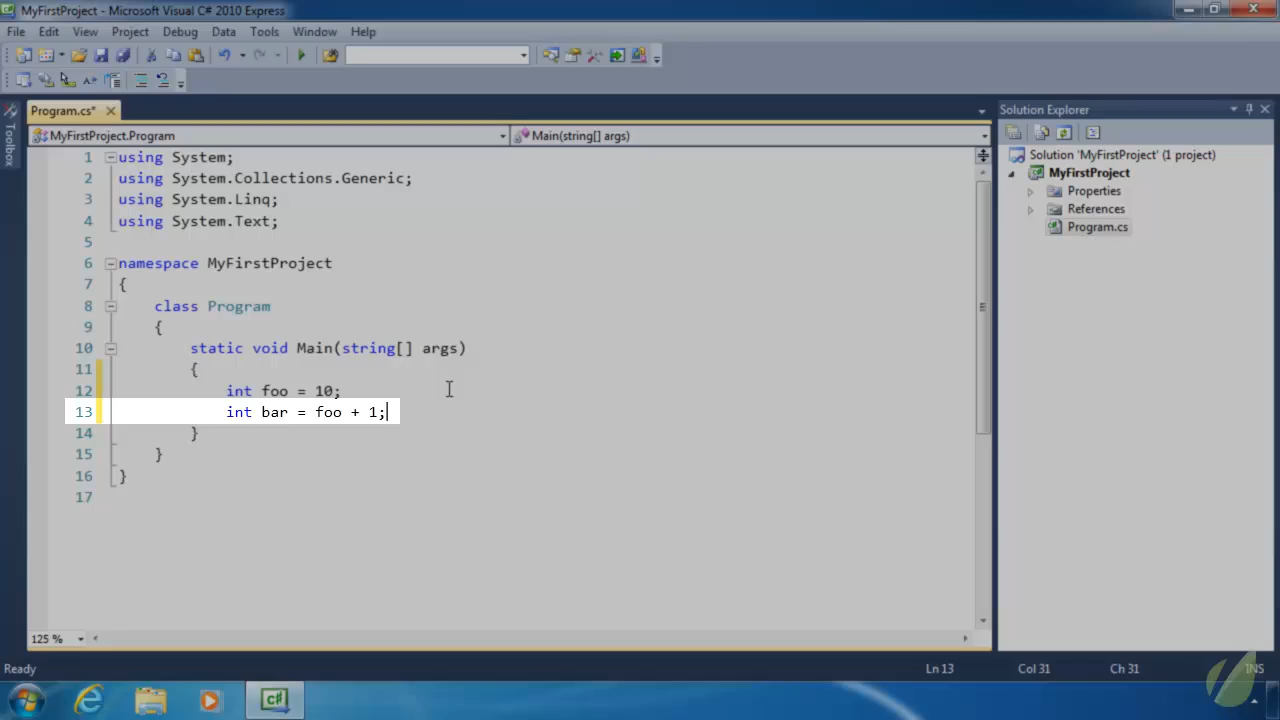 MyFirstProject - Microsoft Visual C# 2010 Express
File Edit View Project Debug Data Tools Window Help
Program.cs*
Solution Explorer
Toolbox
MyFirstProject.Program
Main(string[] args)
1 using System;
2 using System.Collections.Generic;
3 using System.Linq;
4 using System.Text;
5
6 namespace MyFirstProject
7 {
8 class Program
9 {
10 static void Main(string[] args)
11 {
12 int foo = 10;
13 int bar = foo + 1;
14 }
15 }
16 }
17
Solution 'MyFirstProject' (1 project)
MyFirstProject
Properties
References
Program.cs
125 %
Ready
Ln 13 Col 31 Ch 31 INS
C#